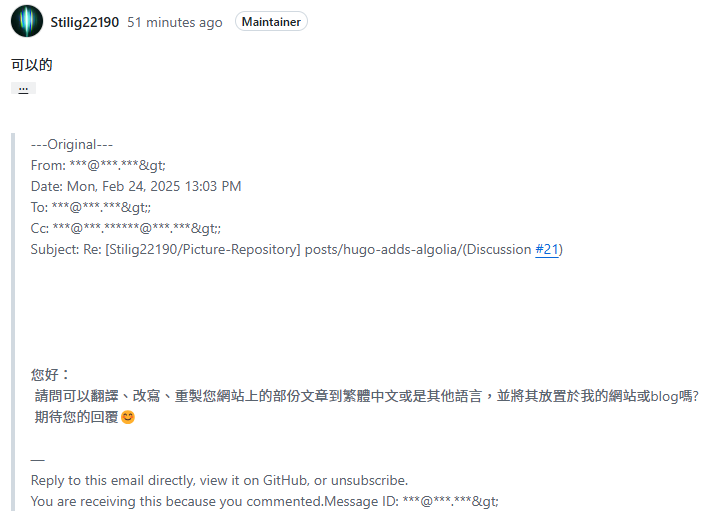 Stilig22190 51 minutes ago Maintainer
可以的
...
---Original---
From: ***@***.***&gt;
Date: Mon, Feb 24, 2025 13:03 PM
To: ***@***.***&gt;;
Cc: ***@***.******@***.***&gt;;
Subject: Re: [Stilig22190/Picture-Repository] posts/hugo-adds-algolia/(Discussion #21)
您好：
請問可以翻譯、改寫、重製您網站上的部份文章到繁體中文或是其他語言，並將其放置於我的網站或blog嗎?
期待您的回覆😊
—
Reply to this email directly, view it on GitHub, or unsubscribe.
You are receiving this because you commented.Message ID: ***@***.***&gt;